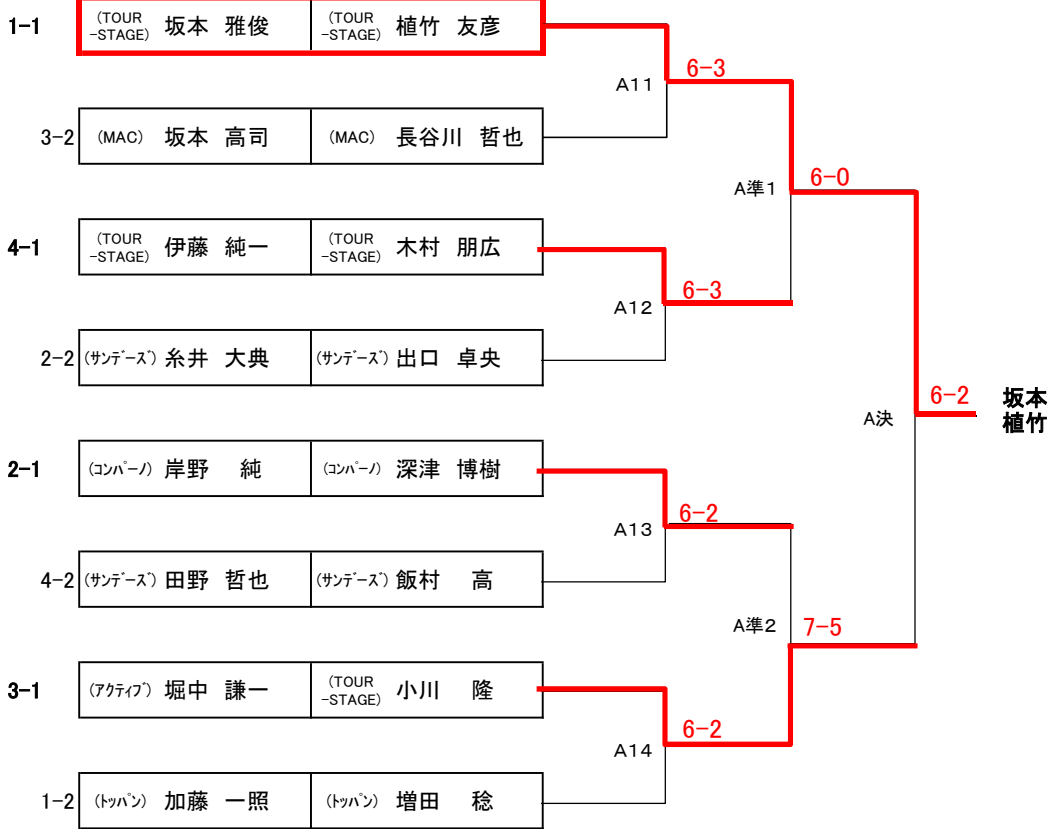 1-1 (TOUR -STAGE) 坂本 雅俊 (TOUR -STAGE) 植竹 友彦
A11 6-3
3-2 (MAC) 坂本 高司 (MAC) 長谷川 哲也
A準1 6-0
4-1 (TOUR -STAGE) 伊藤 純一 (TOUR -STAGE) 木村 朋広
A12 6-3
2-2 (ｻﾝﾃﾞｰｽﾞ) 糸井 大典 (ｻﾝﾃﾞｰｽﾞ) 出口 卓央
A決 6-2 坂本
植竹
2-1 (ｺﾝﾊﾟｰﾉ) 岸野 純 (ｺﾝﾊﾟｰﾉ) 深津 博樹
A13 6-2
4-2 (ｻﾝﾃﾞｰｽﾞ) 田野 哲也 (ｻﾝﾃﾞｰｽﾞ) 飯村 高
A準2 7-5
3-1 (ｱｸﾃｨﾌﾞ) 堀中 謙一 (TOUR -STAGE) 小川 隆
A14 6-2
1-2 (ﾄｯﾊﾟﾝ) 加藤 一照 (ﾄｯﾊﾟﾝ) 増田 稔